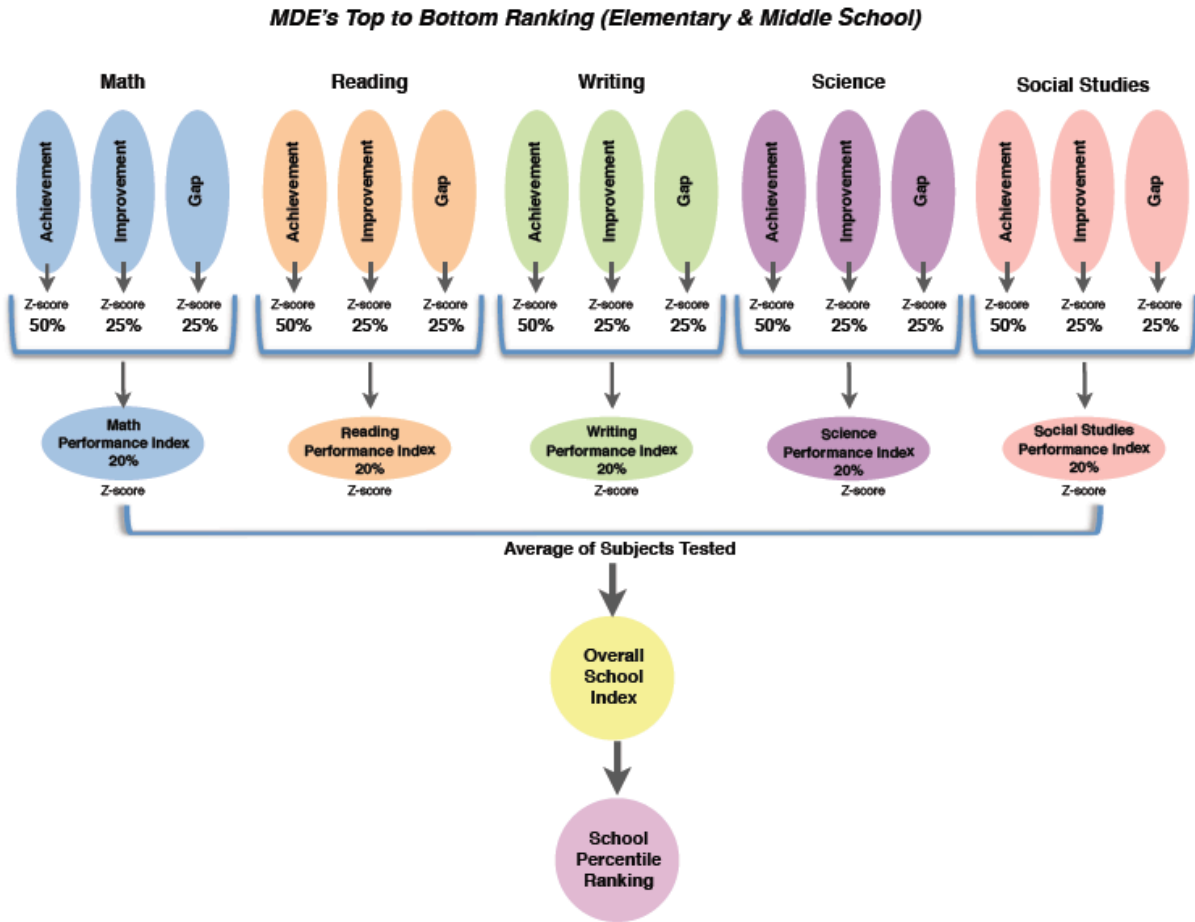 MDE's Top to Bottom Ranking (Elementary & Middle School)
Math
Reading
Writing
Science
Social Studies
Achievement
Improvement
Gap
Achievement
Improvement
Gap
Achievement
Improvement
Gap
Achievement
Improvement
Gap
Achievement
Improvement
Gap
Z-score
50%
Z-score
25%
Z-score
25%
Z-score
50%
Z-score
25%
Z-score
25%
Z-score
50%
Z-score
25%
Z-score
25%
Z-score
50%
Z-score
25%
Z-score
25%
Z-score
50%
Z-score
25%
Z-score
25%
Math
Performance Index
20%
Z-score
Reading
Performance Index
20%
Z-score
Writing
Performance Index
20%
Z-score
Science
Performance Index
20%
Z-score
Social Studies
Performance Index
20%
Z-score
Average of Subjects Tested
Overall
School
Index
School
Percentile
Ranking